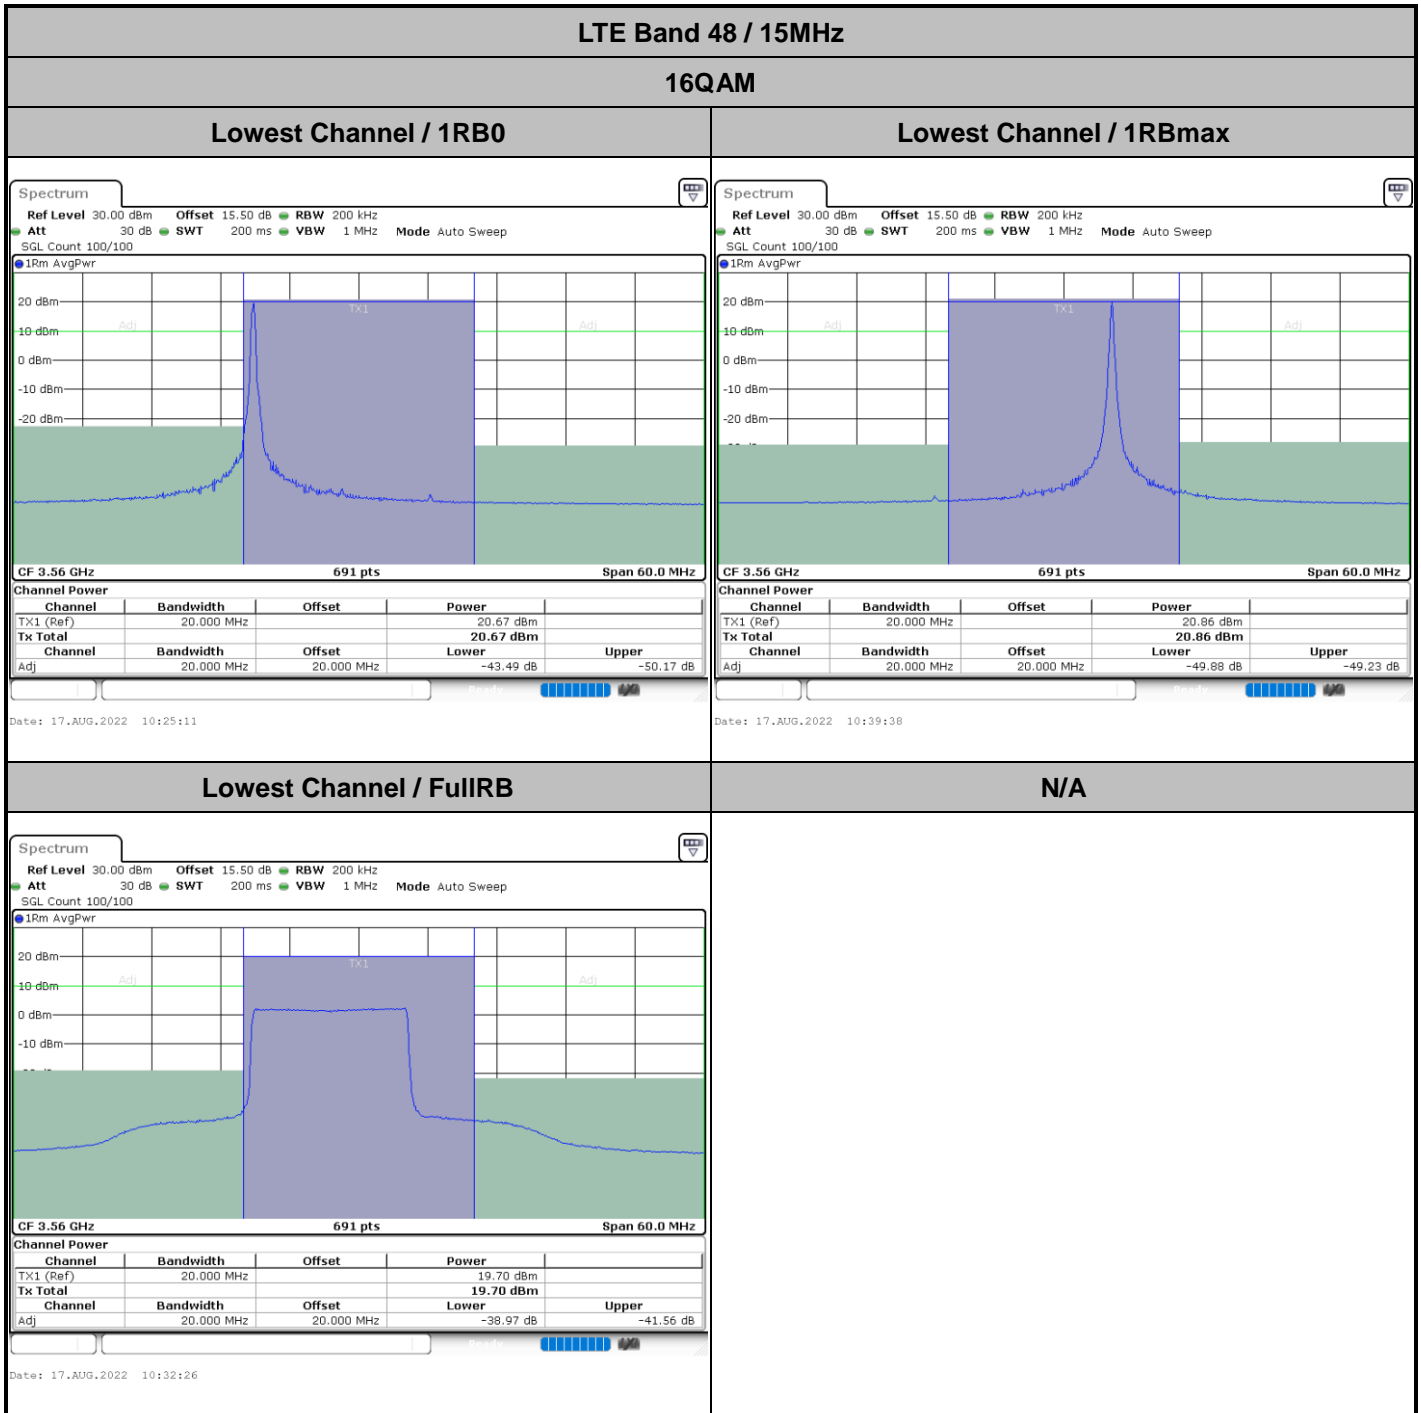 LTE Band 48 / 15MHz
16QAM
Lowest Channel / 1RB0
Lowest Channel / 1RBmax
Spectrum
Ref Level 30.00 dBm Offset 15.50 dB RBW 200 kHz
Att 30 dB SWT 200 ms VBW 1 MHz Mode Auto Sweep
SGL Count 100/100
1Rm AvgPwr
20 dBm
TX1
10 dBm
Adj
Adj
0 dBm
-10 dBm
-20 dBm
CF 3.56 GHz 691 pts Span 60.0 MHz
Channel Power
Channel Bandwidth Offset Power
TX1 (Ref) 20.000 MHz 20.67 dBm
Tx Total 20.67 dBm
Channel Bandwidth Offset Lower Upper
Adj 20.000 MHz 20.000 MHz -43.49 dB -50.17 dB
Ready
Date: 17.AUG.2022 10:25:11
Spectrum
Ref Level 30.00 dBm Offset 15.50 dB RBW 200 kHz
Att 30 dB SWT 200 ms VBW 1 MHz Mode Auto Sweep
SGL Count 100/100
1Rm AvgPwr
20 dBm
TX1
10 dBm
Adj
Adj
0 dBm
-10 dBm
-20 dBm
CF 3.56 GHz 691 pts Span 60.0 MHz
Channel Power
Channel Bandwidth Offset Power
TX1 (Ref) 20.000 MHz 20.86 dBm
Tx Total 20.86 dBm
Channel Bandwidth Offset Lower Upper
Adj 20.000 MHz 20.000 MHz -49.88 dB -49.23 dB
Ready
Date: 17.AUG.2022 10:39:38
Lowest Channel / FullRB
N/A
Spectrum
Ref Level 30.00 dBm Offset 15.50 dB RBW 200 kHz
Att 30 dB SWT 200 ms VBW 1 MHz Mode Auto Sweep
SGL Count 100/100
1Rm AvgPwr
20 dBm
TX1
10 dBm
Adj
Adj
0 dBm
-10 dBm
CF 3.56 GHz 691 pts Span 60.0 MHz
Channel Power
Channel Bandwidth Offset Power
TX1 (Ref) 20.000 MHz 19.70 dBm
Tx Total 19.70 dBm
Channel Bandwidth Offset Lower Upper
Adj 20.000 MHz 20.000 MHz -38.97 dB -41.56 dB
Ready
Date: 17.AUG.2022 10:32:26